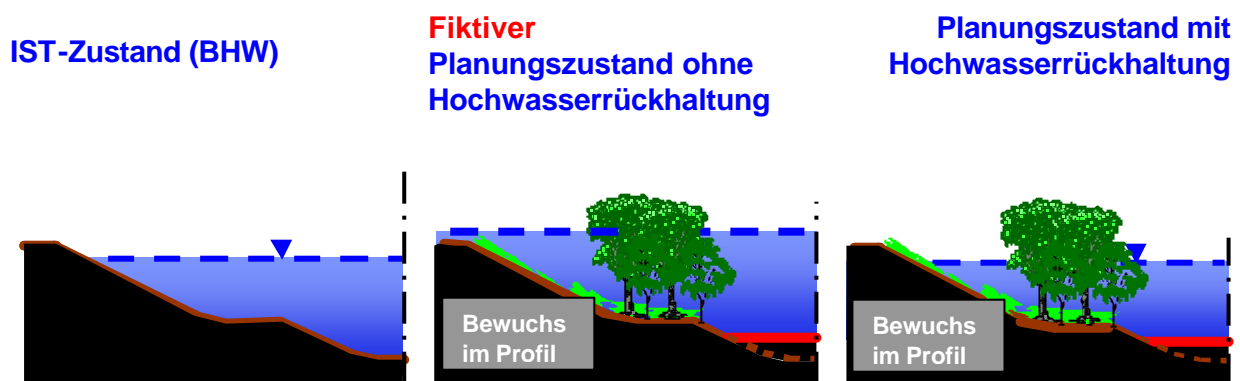 IST-Zustand (BHW)
Fiktiver
Planungszustand ohne
Hochwasserrückhaltung
Planungszustand mit
Hochwasserrückhaltung
Bewuchs
im Profil
Bewuchs
im Profil